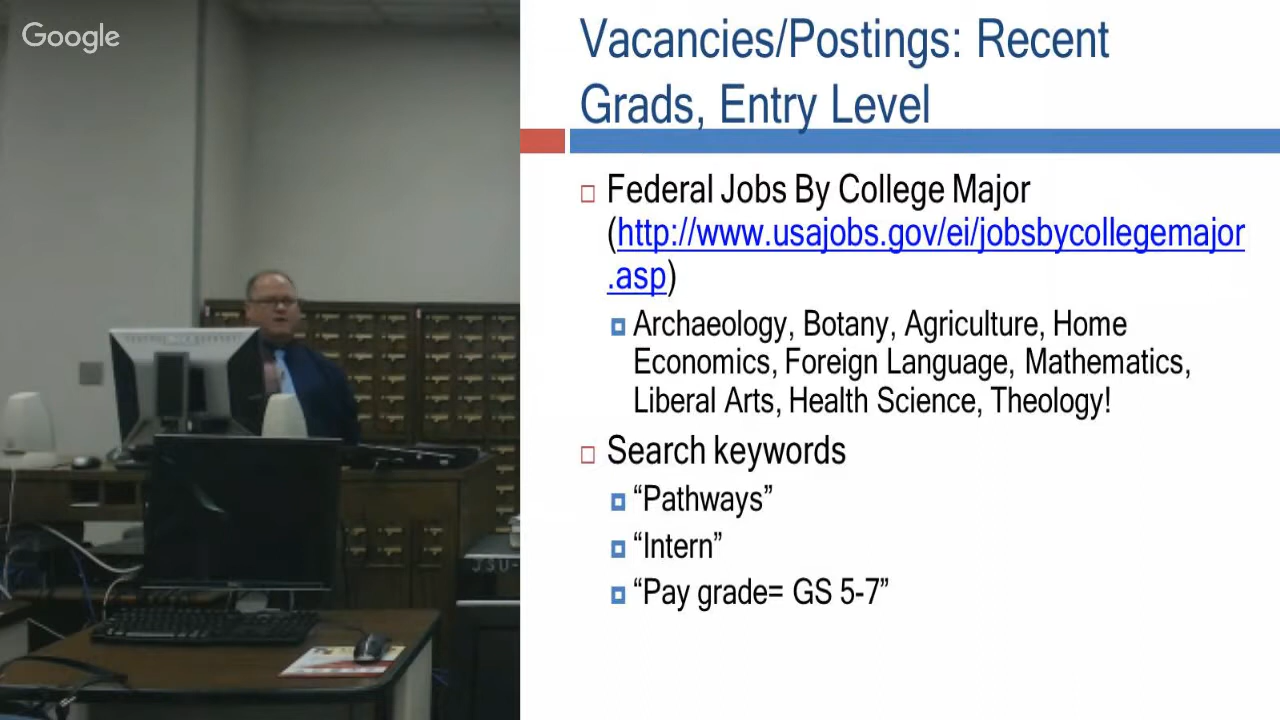 Google
Vacancies/Postings: Recent
Grads, Entry Level
Federal Jobs By College Major
(http://www.usajobs.gov/ei/jobsbycollegemajor
.asp)
Archaeology, Botany, Agriculture, Home
Economics, Foreign Language, Mathematics,
Liberal Arts, Health Science, Theology!
Search keywords
“Pathways”
“Intern”
“Pay grade= GS 5-7”
JSU-